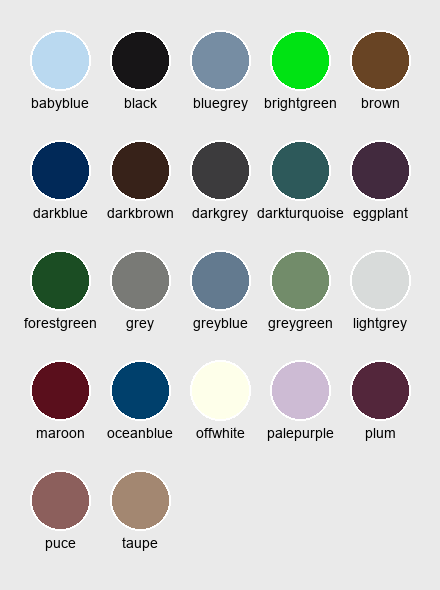 babyblue black bluegrey brightgreen brown
darkblue darkbrown darkgrey darkturquoise eggplant
forestgreen grey greyblue greygreen lightgrey
maroon oceanblue offwhite palepurple plum
puce taupe